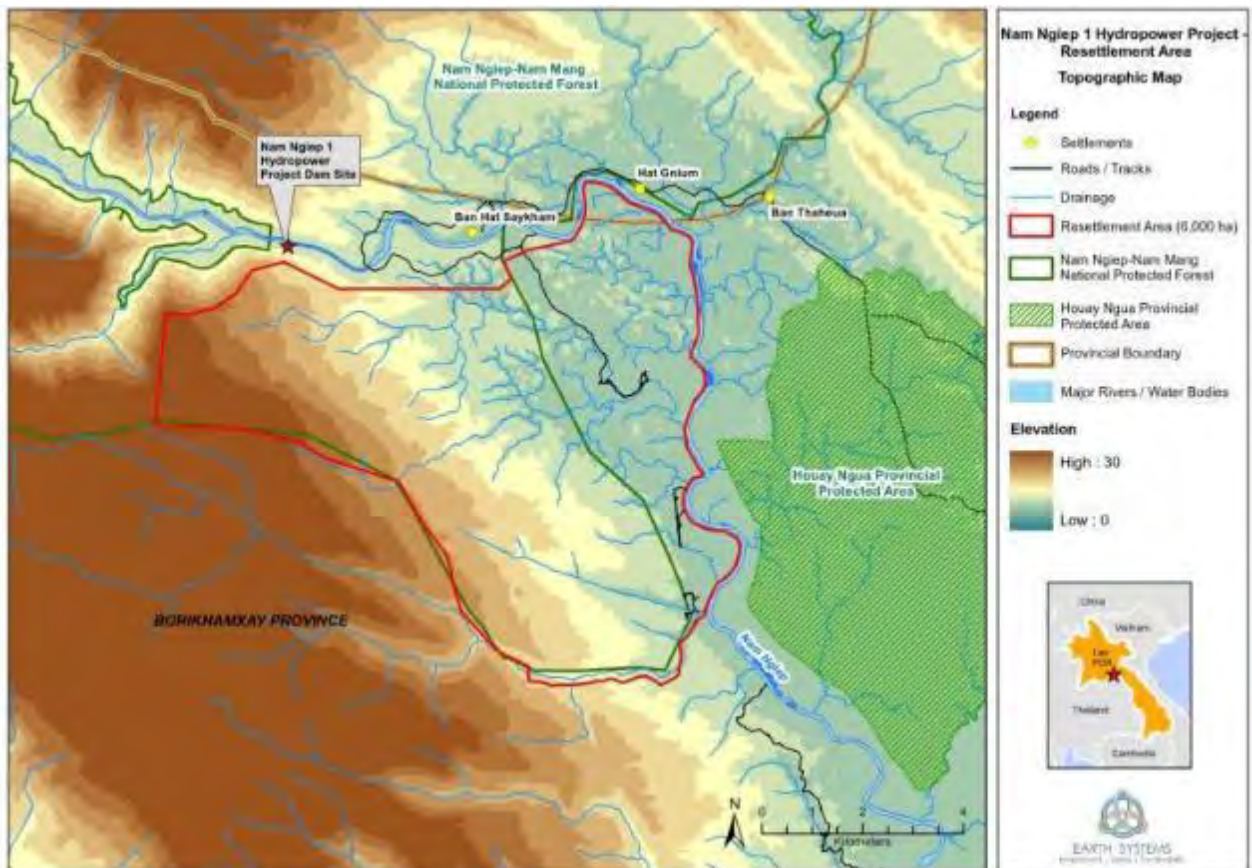 Nam Ngiep-Nam Mang
National Protected Forest
Nam Ngiep 1
Hydropower
Project Dam Site
Hat Gnium
Ban Hat Saykham
Ban Thaheua
Houay Ngua Provincial
Protected Area
BORIKHAMXAY PROVINCE
Nam Ngiep
N
0 2 4
Kilometers
Nam Ngiep 1 Hydropower Project -
Resettlement Area
Topographic Map
Legend
Settlements
Roads / Tracks
Drainage
Resettlement Area (6,000 ha)
Nam Ngiep-Nam Mang
National Protected Forest
Houay Ngua Provincial
Protected Area
Provincial Boundary
Major Rivers / Water Bodies
Elevation
High : 30
Low : 0
China
Vietnam
Lao
PDR
Thailand
Cambodia
EARTH SYSTEMS